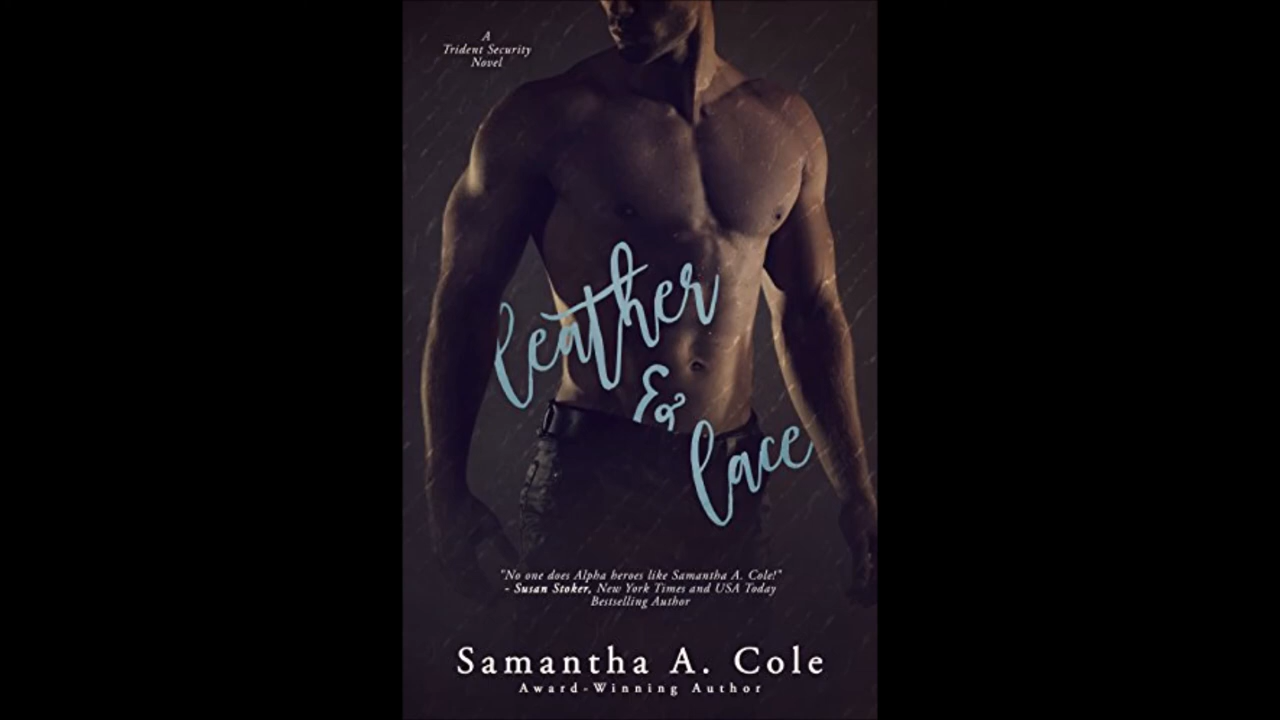 A
Trident Security
Novel
leather
&
lace
"No one does Alpha heroes like Samantha A. Cole!"
- Susan Stoker, New York Times and USA Today
Bestselling Author
Samantha A. Cole
Award-Winning Author